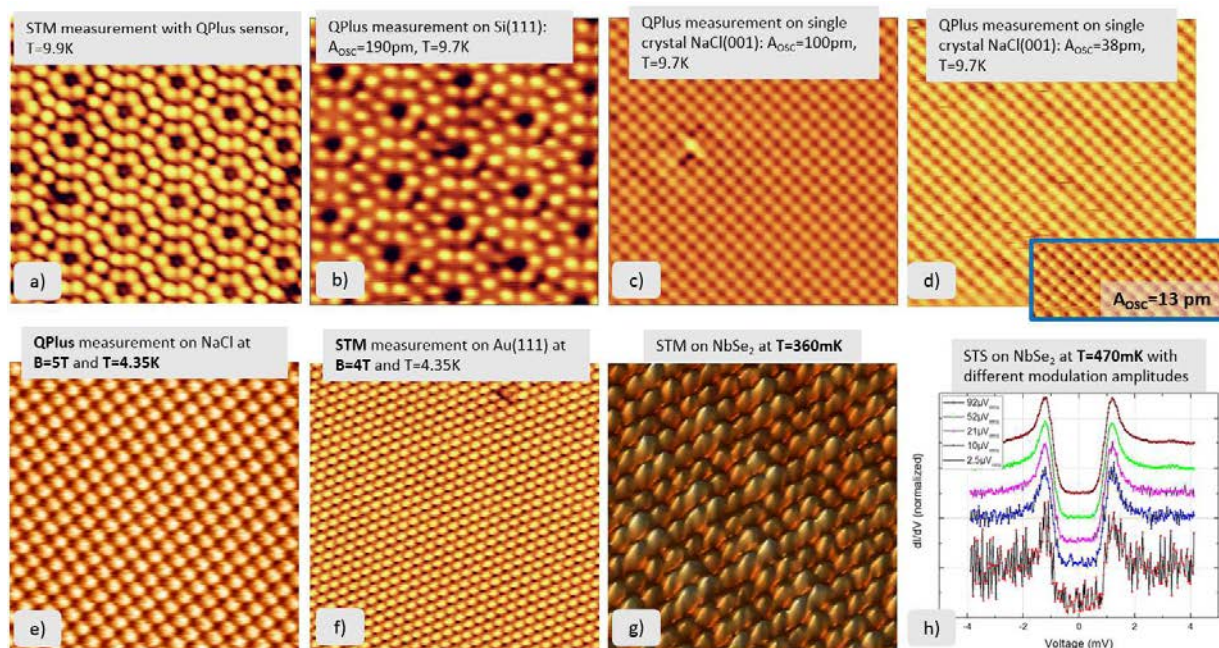 STM measurement with QPlus sensor,
T=9.9K
a)
QPlus measurement on Si(111):
Aosc=190pm, T=9.7K
b)
QPlus measurement on single
crystal NaCl(001): Aosc=100pm,
T=9.7K
c)
QPlus measurement on single
crystal NaCl(001): Aosc=38pm,
T=9.7K
d)
Aosc=13 pm
QPlus measurement on NaCl at
B=5T and T=4.35K
e)
STM measurement on Au(111) at
B=4T and T=4.35K
f)
STM on NbSe2 at T=360mK
g)
STS on NbSe2 at T=470mK with
different modulation amplitudes
92µVrms
52µVrms
21µVrms
10µVrms
2.5µVrms
dI/dV (normalized)
-4 -2 0 2 4
Voltage (mV)
h)